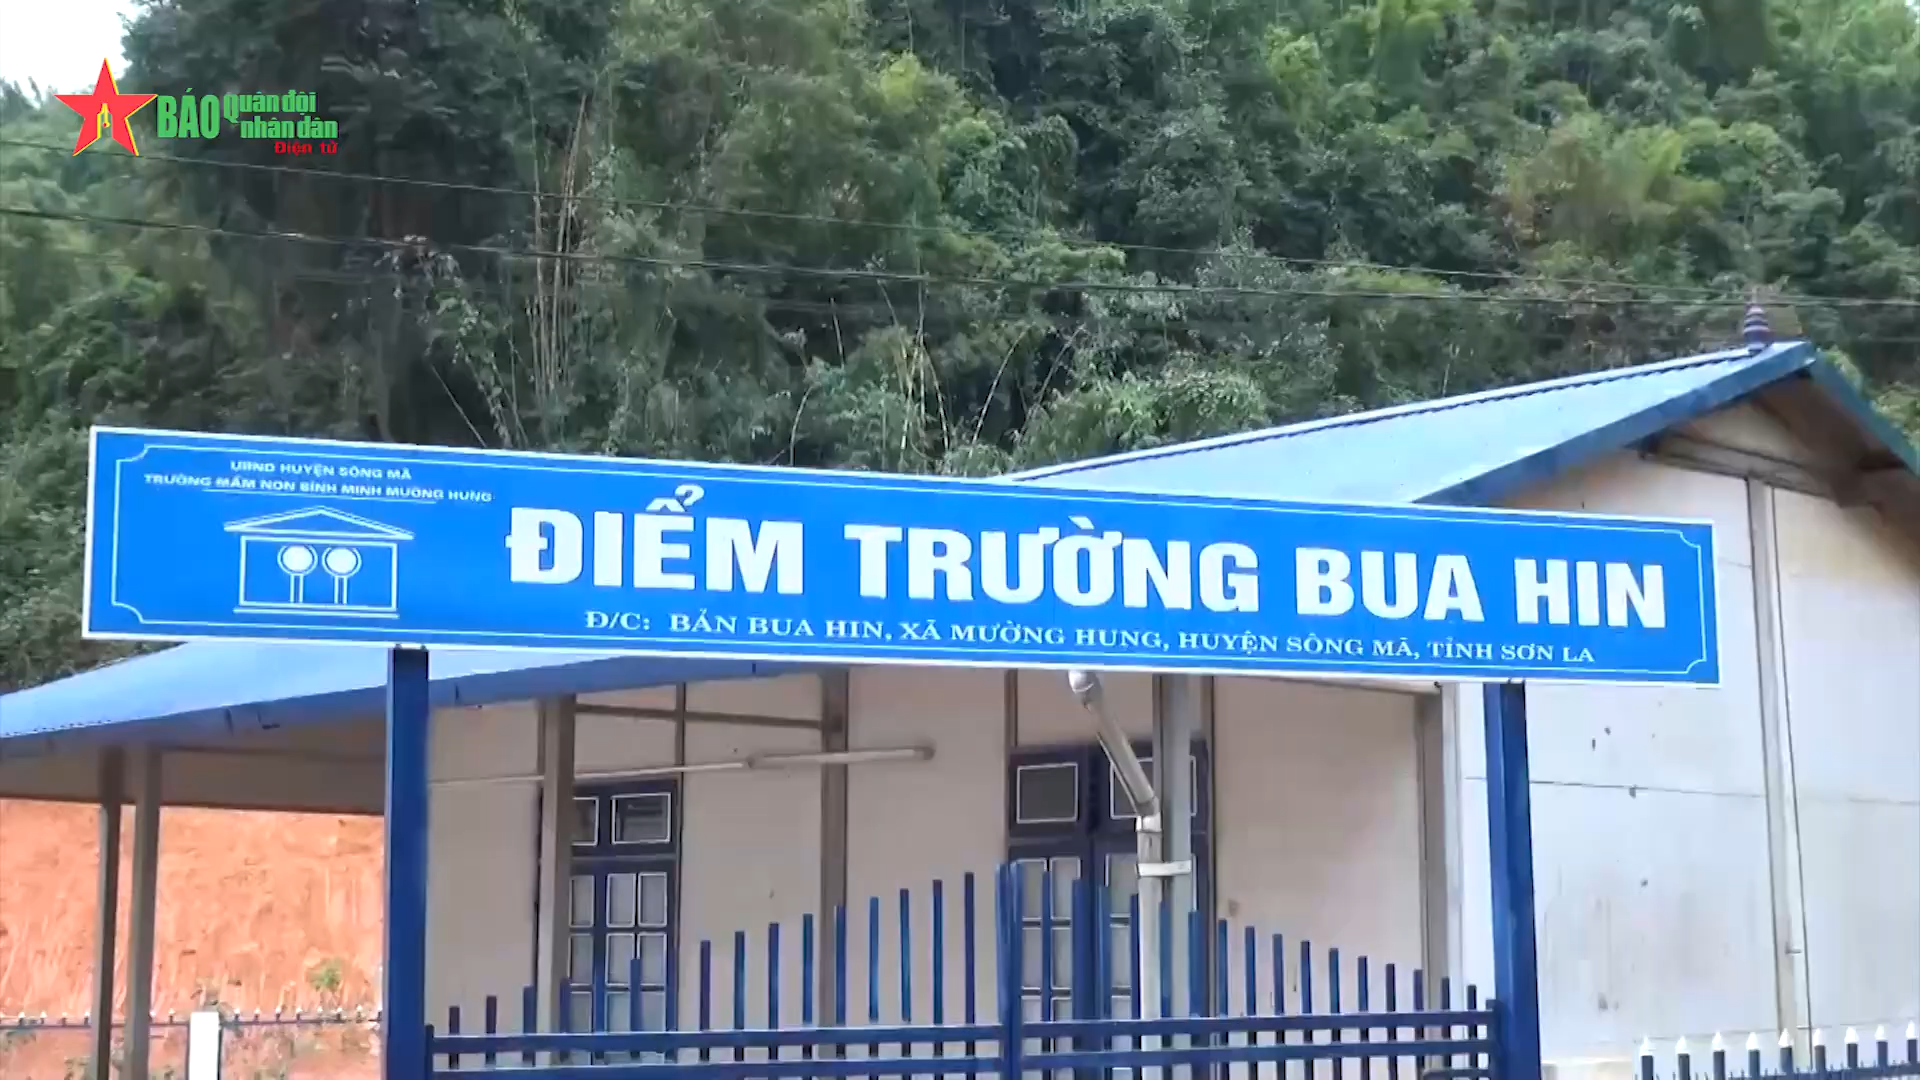 BÁO Quân đội
nhân dân
Điện tử
UBND HUYỆN SÔNG MÃ
TRƯỜNG MẦM NON BÌNH MINH MƯỜNG HUNG
ĐIỂM TRƯỜNG BUA HIN
Đ/C: BẢN BUA HIN, XÃ MƯỜNG HUNG, HUYỆN SÔNG MÃ, TỈNH SƠN LA